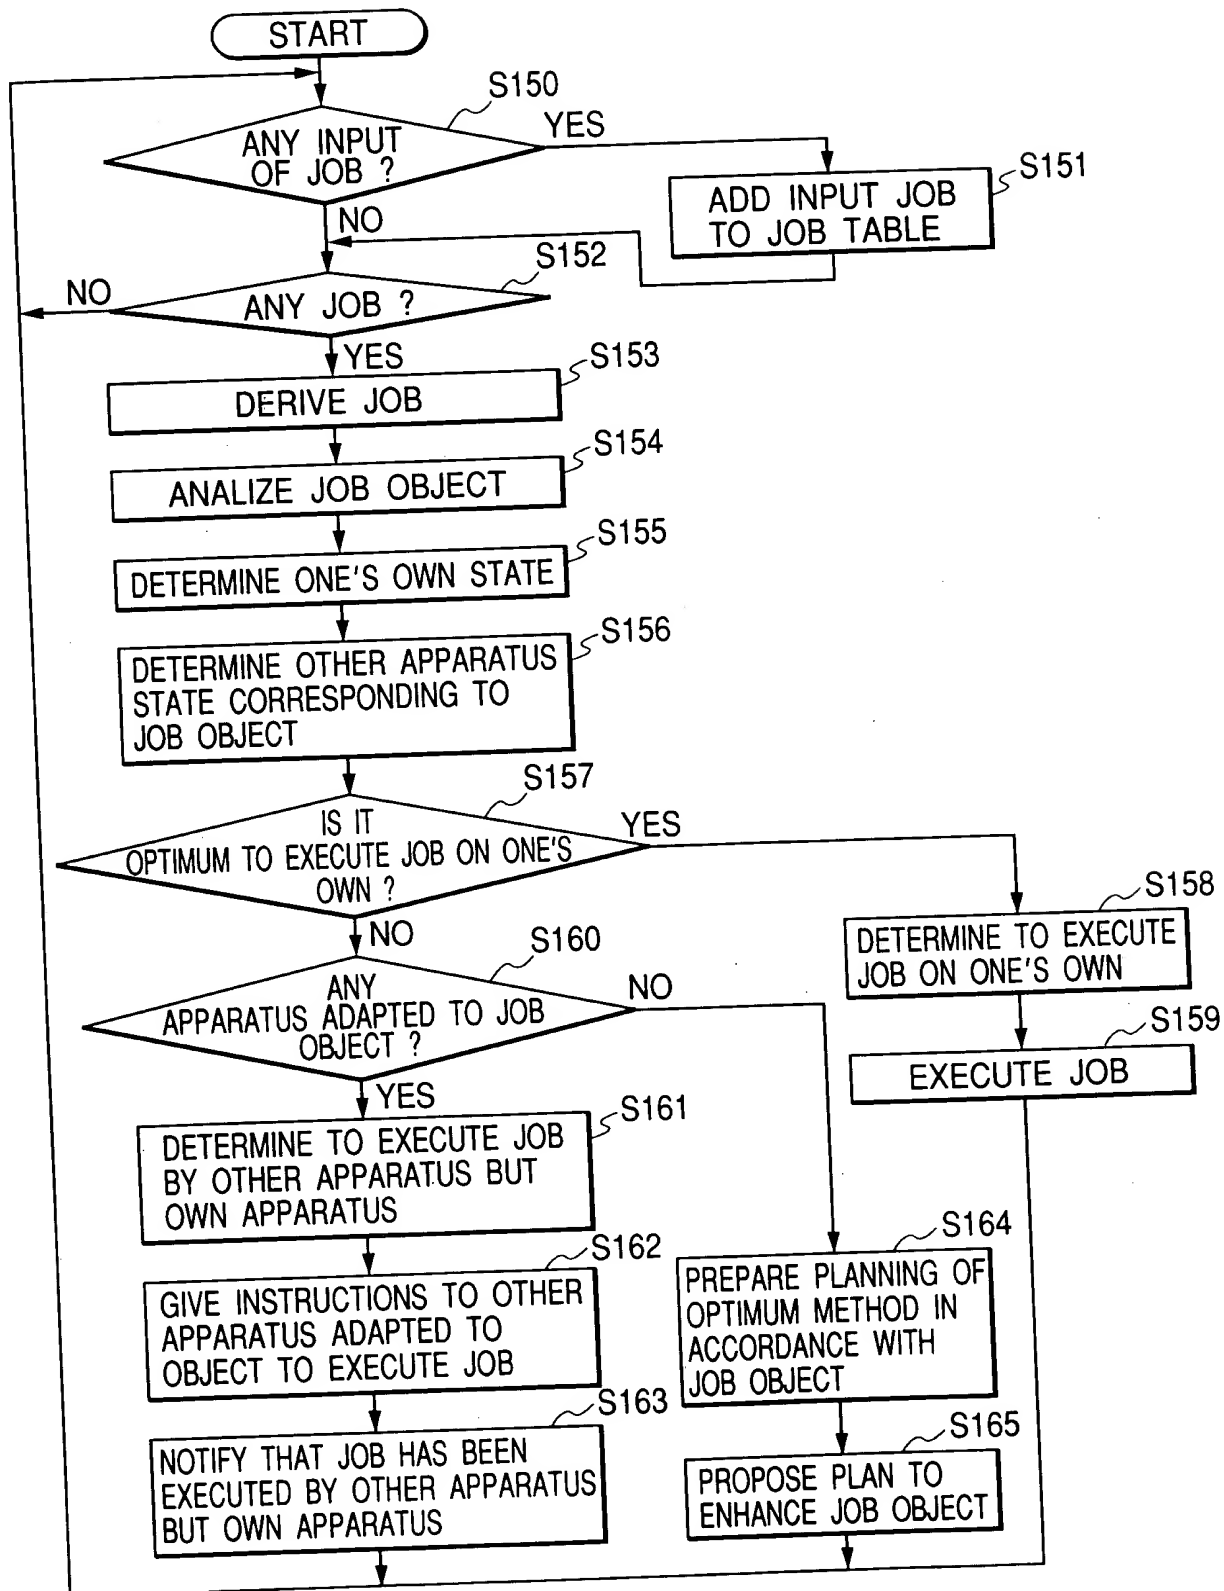 START
S150
ANY INPUT
OF JOB ?
YES
S151
ADD INPUT JOB
TO JOB TABLE
NO
S152
ANY JOB ?
NO
YES
S153
DERIVE JOB
S154
ANALIZE JOB OBJECT
S155
DETERMINE ONE'S OWN STATE
S156
DETERMINE OTHER APPARATUS
STATE CORRESPONDING TO
JOB OBJECT
S157
IS IT
OPTIMUM TO EXECUTE JOB ON ONE'S
OWN ?
YES
S158
DETERMINE TO EXECUTE
JOB ON ONE'S OWN
S159
EXECUTE JOB
NO
S160
ANY
APPARATUS ADAPTED TO JOB
OBJECT ?
NO
YES
S161
DETERMINE TO EXECUTE JOB
BY OTHER APPARATUS BUT
OWN APPARATUS
S162
GIVE INSTRUCTIONS TO OTHER
APPARATUS ADAPTED TO
OBJECT TO EXECUTE JOB
S163
NOTIFY THAT JOB HAS BEEN
EXECUTED BY OTHER APPARATUS
BUT OWN APPARATUS
S164
PREPARE PLANNING OF
OPTIMUM METHOD IN
ACCORDANCE WITH
JOB OBJECT
S165
PROPOSE PLAN TO
ENHANCE JOB OBJECT